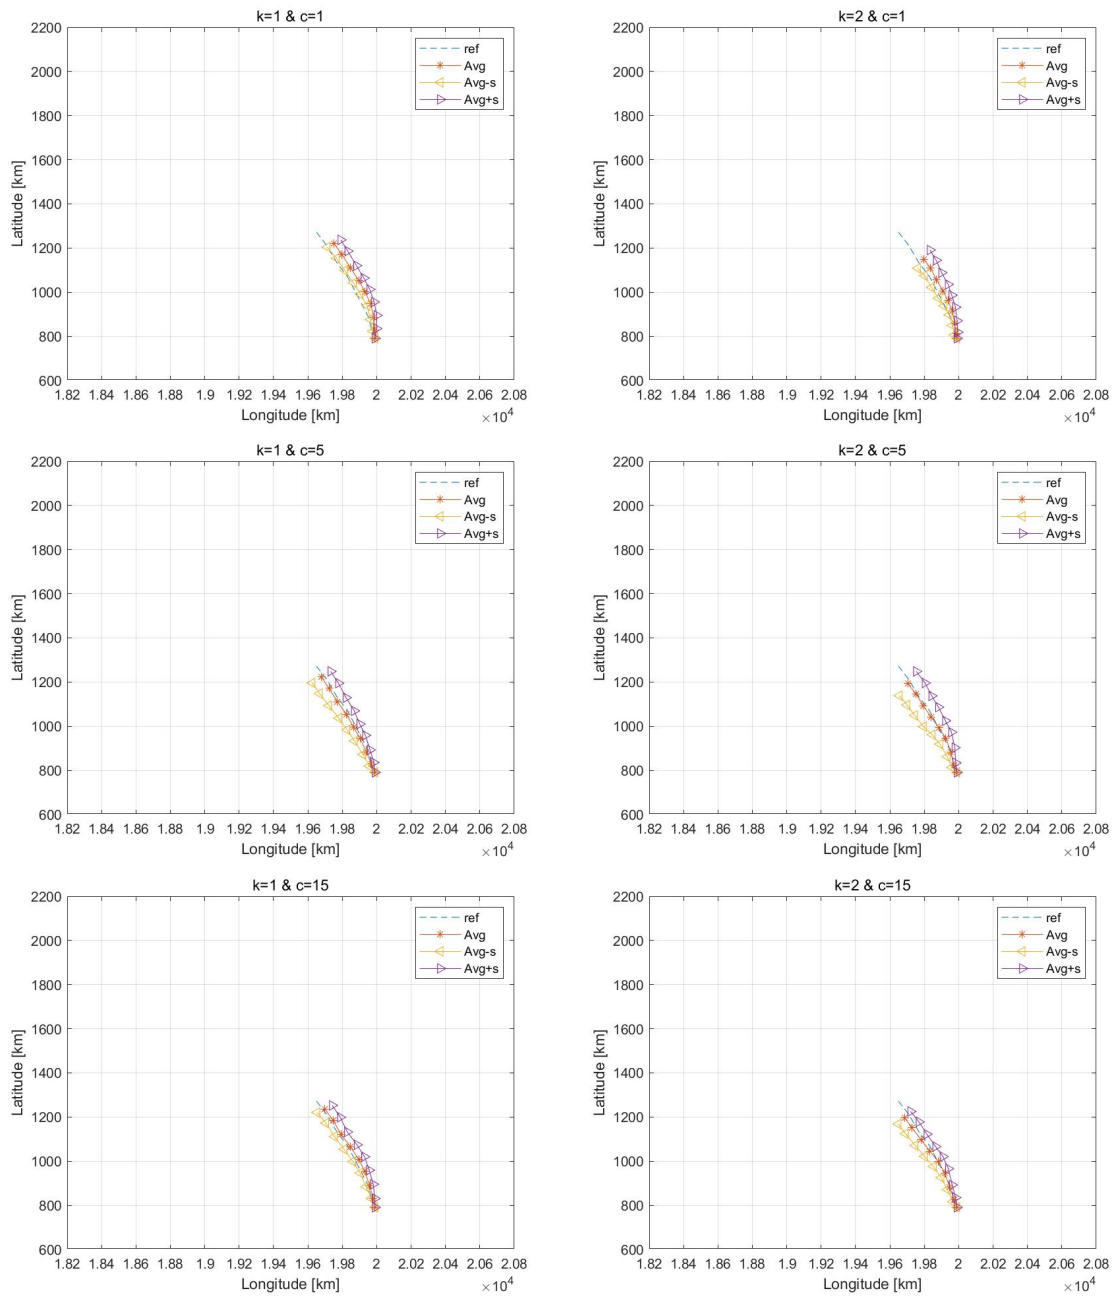 k=1 & c=1
2200
2000
1800
1600
1400
1200
1000
800
600
Latitude [km]
ref
Avg
Avg-s
Avg+s
1.82 1.84 1.86 1.88 1.9 1.92 1.94 1.96 1.98 2 2.02 2.04 2.06 2.08
Longitude [km]
×10⁴
k=2 & c=1
2200
2000
1800
1600
1400
1200
1000
800
600
Latitude [km]
ref
Avg
Avg-s
Avg+s
1.82 1.84 1.86 1.88 1.9 1.92 1.94 1.96 1.98 2 2.02 2.04 2.06 2.08
Longitude [km]
×10⁴
k=1 & c=5
2200
2000
1800
1600
1400
1200
1000
800
600
Latitude [km]
ref
Avg
Avg-s
Avg+s
1.82 1.84 1.86 1.88 1.9 1.92 1.94 1.96 1.98 2 2.02 2.04 2.06 2.08
Longitude [km]
×10⁴
k=2 & c=5
2200
2000
1800
1600
1400
1200
1000
800
600
Latitude [km]
ref
Avg
Avg-s
Avg+s
1.82 1.84 1.86 1.88 1.9 1.92 1.94 1.96 1.98 2 2.02 2.04 2.06 2.08
Longitude [km]
×10⁴
k=1 & c=15
2200
2000
1800
1600
1400
1200
1000
800
600
Latitude [km]
ref
Avg
Avg-s
Avg+s
1.82 1.84 1.86 1.88 1.9 1.92 1.94 1.96 1.98 2 2.02 2.04 2.06 2.08
Longitude [km]
×10⁴
k=2 & c=15
2200
2000
1800
1600
1400
1200
1000
800
600
Latitude [km]
ref
Avg
Avg-s
Avg+s
1.82 1.84 1.86 1.88 1.9 1.92 1.94 1.96 1.98 2 2.02 2.04 2.06 2.08
Longitude [km]
×10⁴